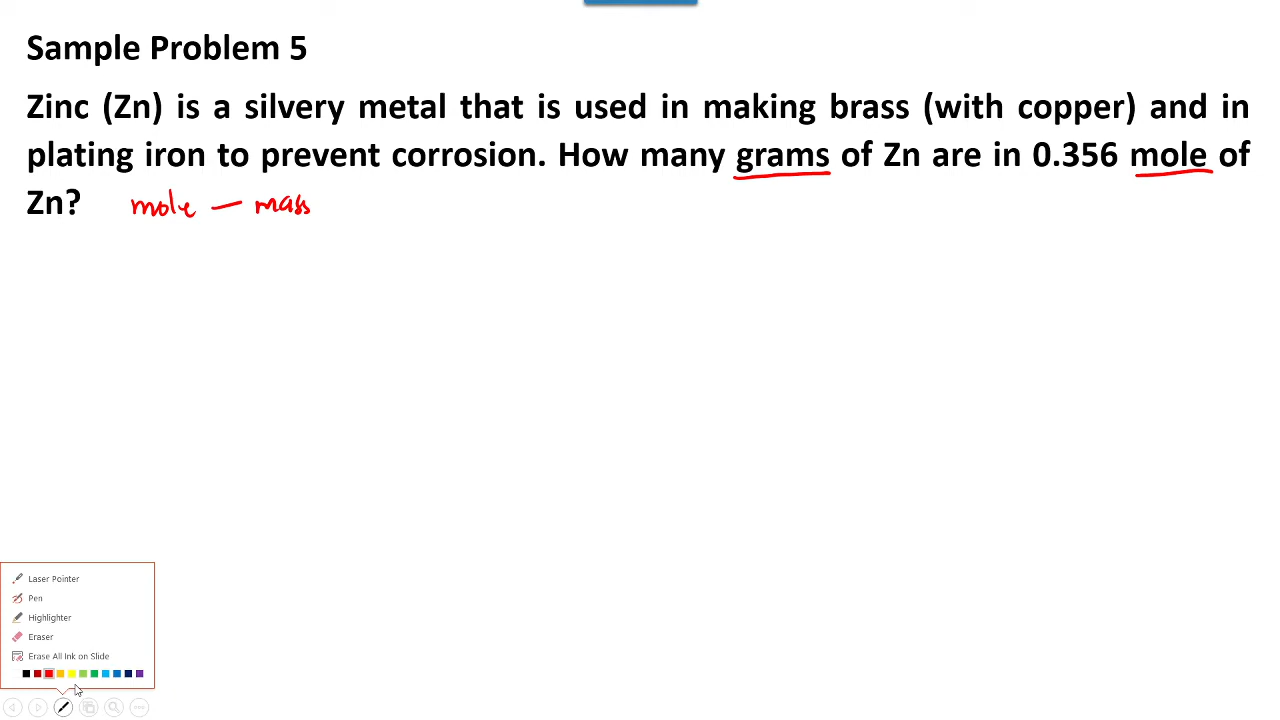 Sample Problem 5
Zinc (Zn) is a silvery metal that is used in making brass (with copper) and in
plating iron to prevent corrosion. How many grams of Zn are in 0.356 mole of
Zn? mole — mass
Laser Pointer
Pen
Highlighter
Eraser
Erase All Ink on Slide